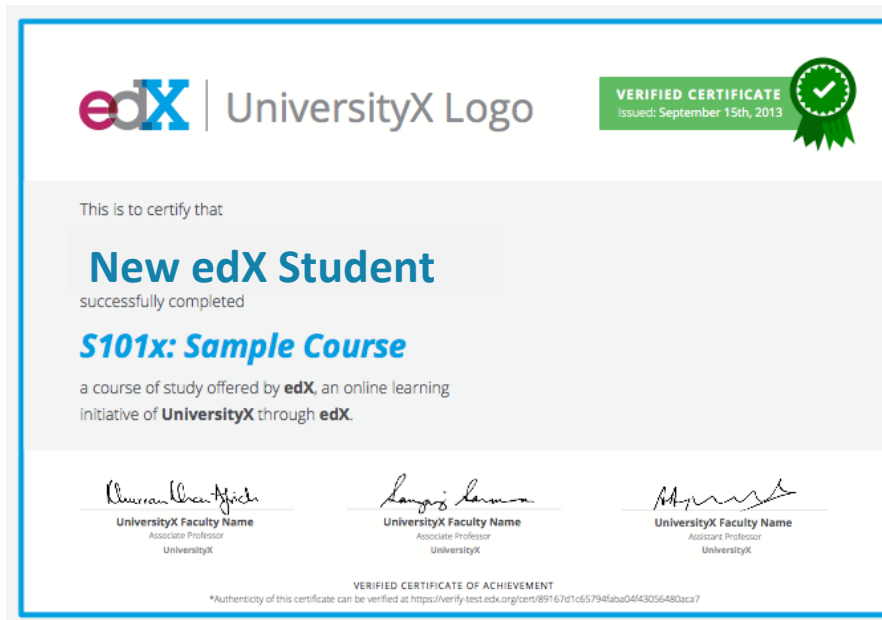 edX UniversityX Logo
VERIFIED CERTIFICATE
Issued: September 15th, 2013
This is to certify that
New edX Student
successfully completed
S101x: Sample Course
a course of study offered by edX, an online learning
initiative of UniversityX through edX.
UniversityX Faculty Name
Associate Professor
UniversityX
UniversityX Faculty Name
Associate Professor
UniversityX
UniversityX Faculty Name
Assistant Professor
UniversityX
VERIFIED CERTIFICATE OF ACHIEVEMENT
*Authenticity of this certificate can be verified at https://verify-test.edx.org/cert/89167d1c65794faba04f43056480aca7